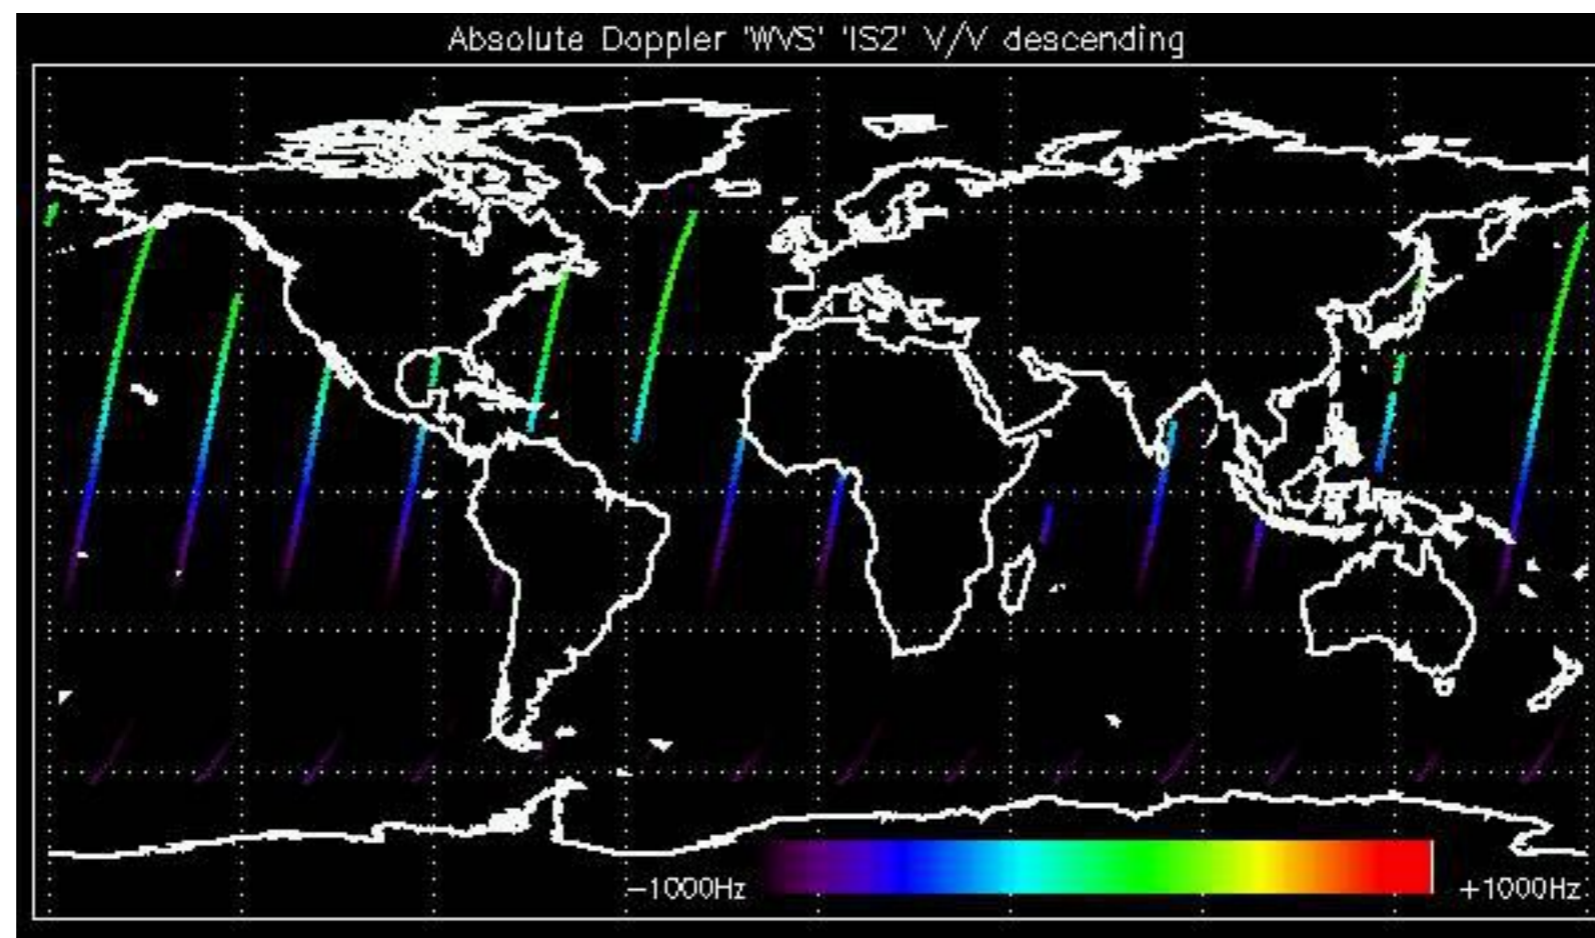 Absolute Doppler 'WVS' 'IS2' V/V descending
−1000Hz
+1000Hz